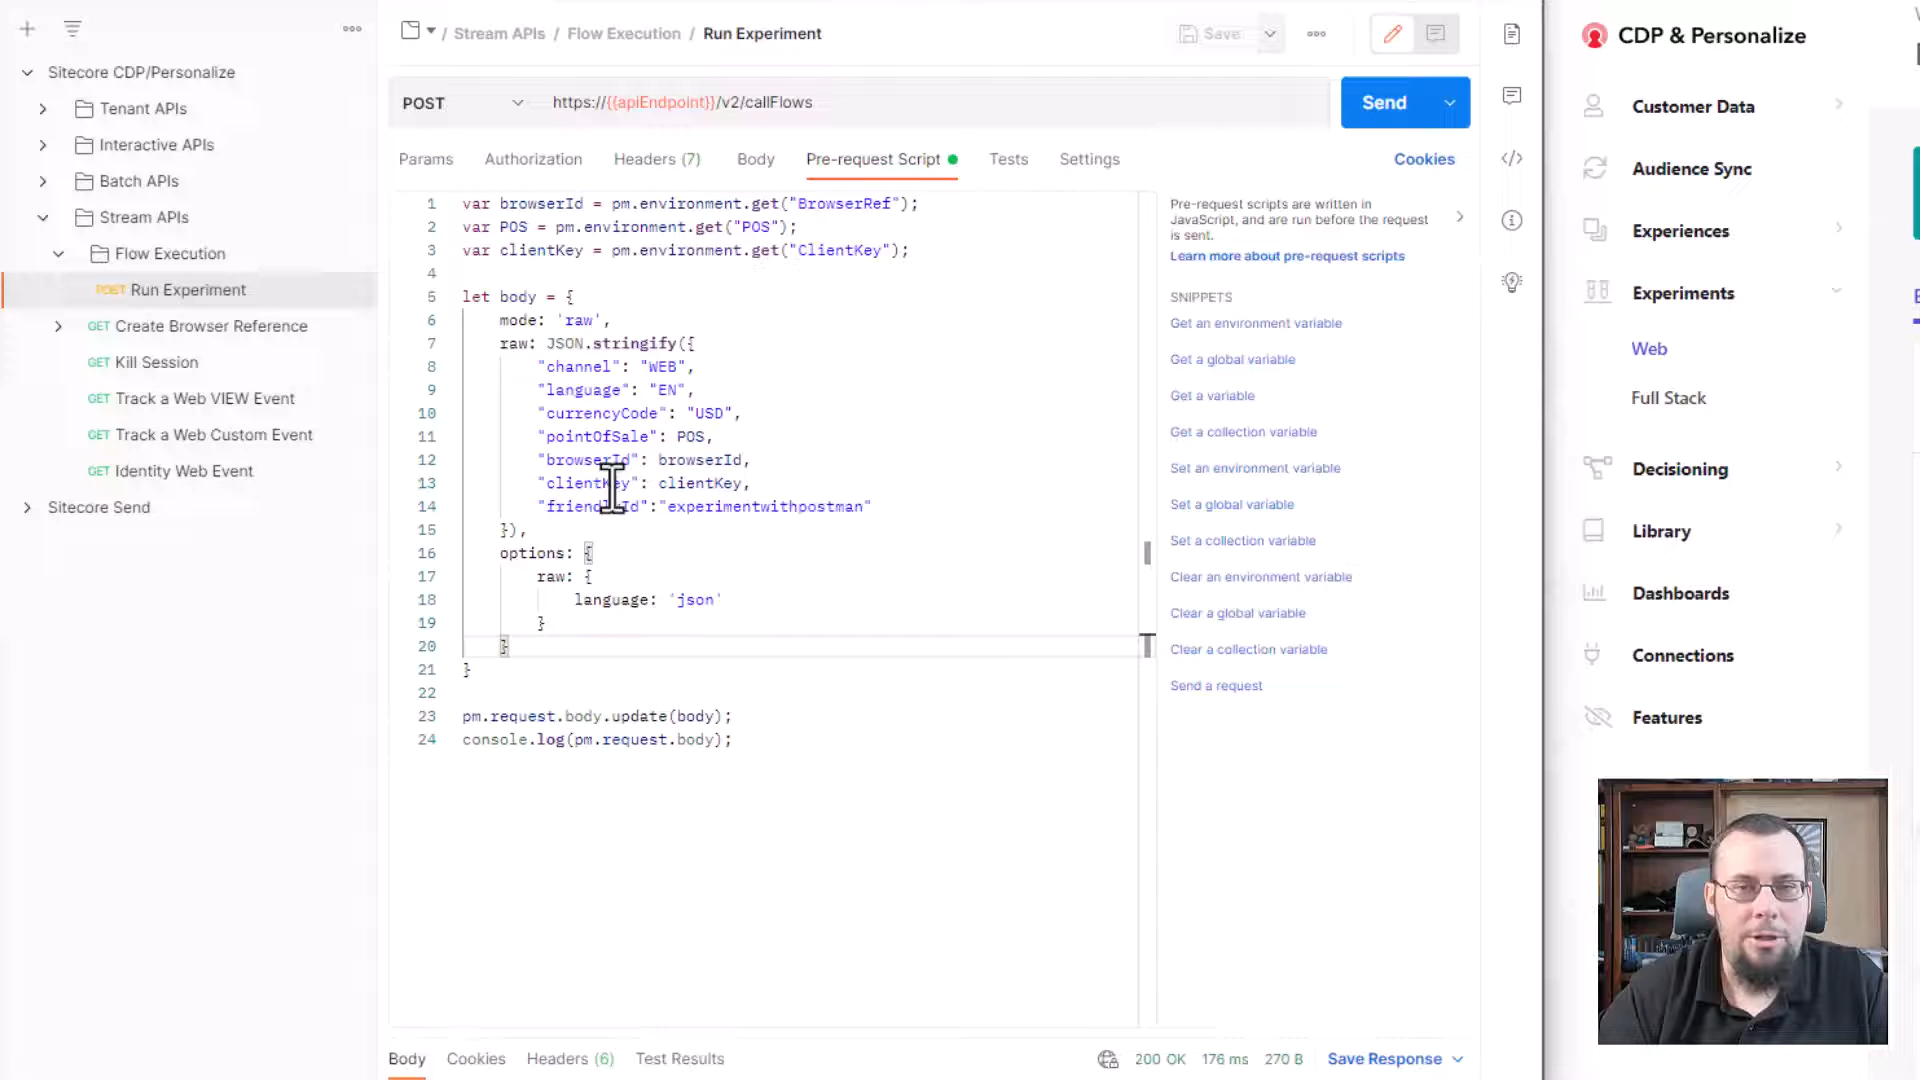 Sitecore CDP/Personalize
Tenant APIs
Interactive APIs
Batch APIs
Stream APIs
Flow Execution
POST Run Experiment
GET Create Browser Reference
GET Kill Session
GET Track a Web VIEW Event
GET Track a Web Custom Event
GET Identity Web Event
Sitecore Send
/ Stream APIs / Flow Execution / Run Experiment
Save
POST
https://{{apiEndpoint}}/v2/callFlows
Send
Params Authorization Headers (7) Body Pre-request Script Tests Settings Cookies
1 var browserId = pm.environment.get("BrowserRef");
2 var POS = pm.environment.get("POS");
3 var clientKey = pm.environment.get("ClientKey");
4
5 let body = {
6 mode: 'raw',
7 raw: JSON.stringify({
8 "channel": "WEB",
9 "language": "EN",
10 "currencyCode": "USD",
11 "pointOfSale": POS,
12 "browserId": browserId,
13 "clientKey": clientKey,
14 "friendlyId":"experimentwithpostman"
15 }),
16 options: {
17 raw: {
18 language: 'json'
19 }
20 }
21 }
22
23 pm.request.body.update(body);
24 console.log(pm.request.body);
Pre-request scripts are written in
JavaScript, and are run before the request
is sent.
Learn more about pre-request scripts
SNIPPETS
Get an environment variable
Get a global variable
Get a variable
Get a collection variable
Set an environment variable
Set a global variable
Set a collection variable
Clear an environment variable
Clear a global variable
Clear a collection variable
Send a request
Body Cookies Headers (6) Test Results
200 OK 176 ms 270 B Save Response
CDP & Personalize
Customer Data
Audience Sync
Experiences
Experiments
Web
Full Stack
Decisioning
Library
Dashboards
Connections
Features